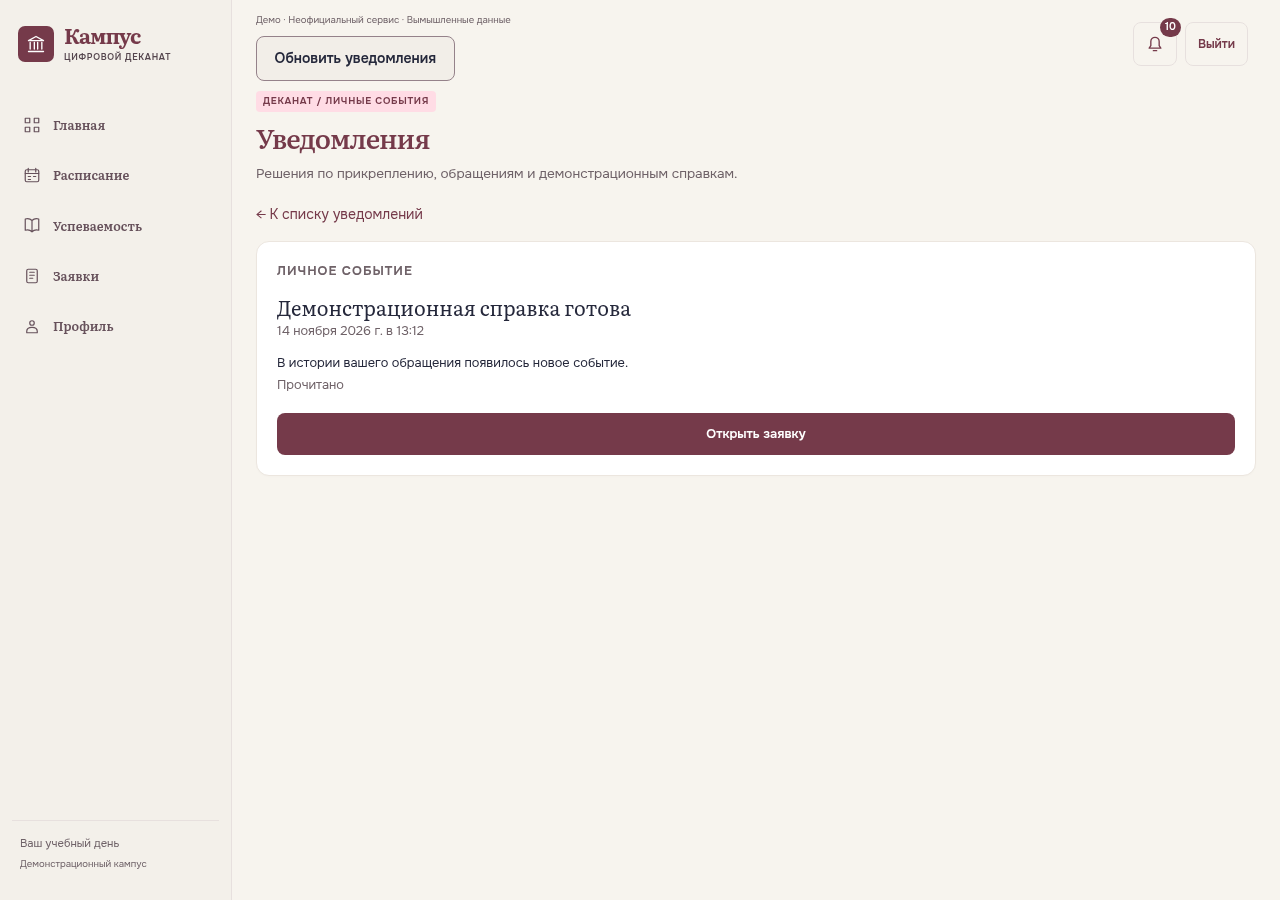 Кампус
ЦИФРОВОЙ ДЕКАНАТ
Главная
Расписание
Успеваемость
Заявки
Профиль
Ваш учебный день
Демонстрационный кампус
Демо · Неофициальный сервис · Вымышленные данные
Обновить уведомления
10
Выйти
ДЕКАНАТ / ЛИЧНЫЕ СОБЫТИЯ
Уведомления
Решения по прикреплению, обращениям и демонстрационным справкам.
← К списку уведомлений
ЛИЧНОЕ СОБЫТИЕ
Демонстрационная справка готова
14 ноября 2026 г. в 13:12
В истории вашего обращения появилось новое событие.
Прочитано
Открыть заявку